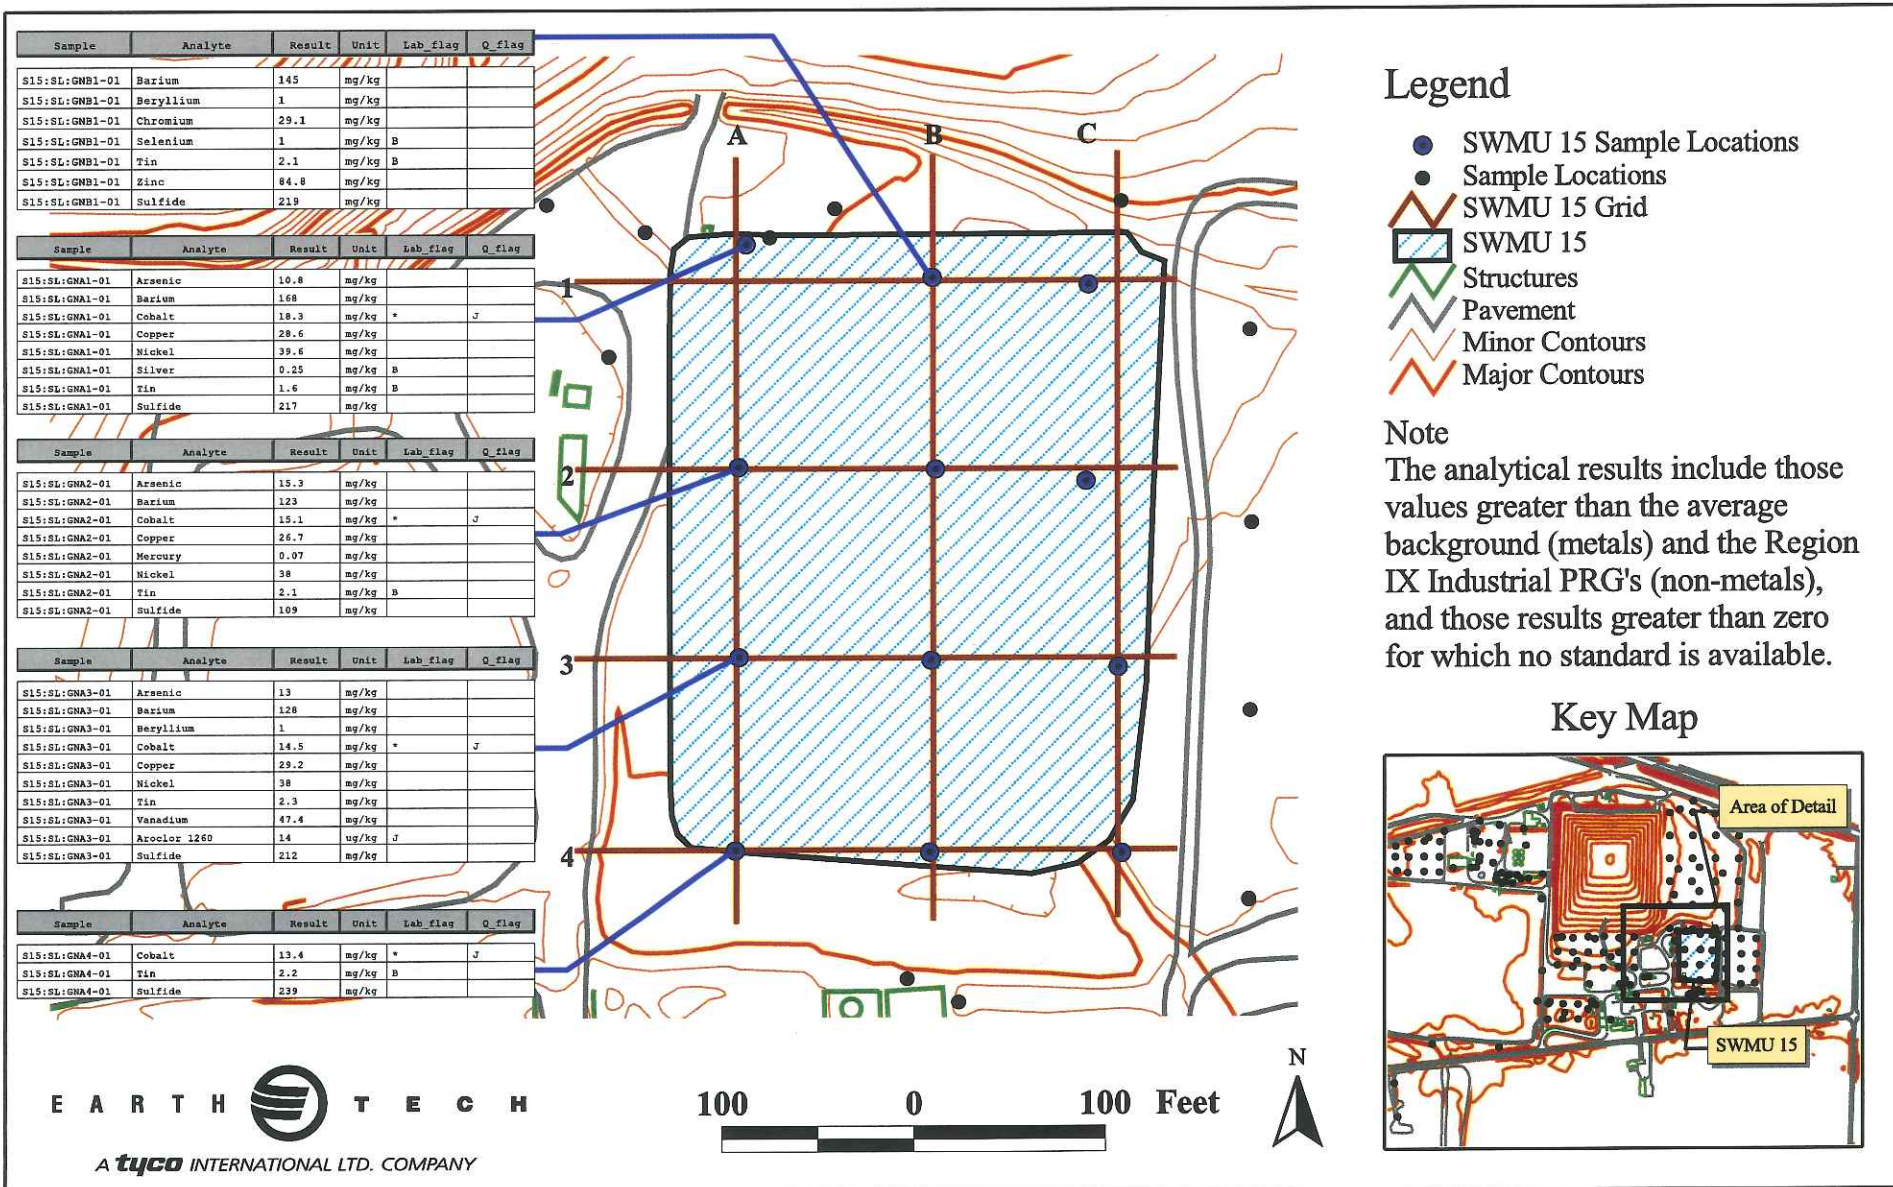 Sample Analyte Result Unit Lab_flag Q_flag
S15:SL:GNB1-01 Barium 145 mg/kg
S15:SL:GNB1-01 Beryllium 1 mg/kg
S15:SL:GNB1-01 Chromium 29.1 mg/kg
S15:SL:GNB1-01 Selenium 1 mg/kg B
S15:SL:GNB1-01 Tin 2.1 mg/kg B
S15:SL:GNB1-01 Zinc 84.8 mg/kg
S15:SL:GNB1-01 Sulfide 219 mg/kg
Sample Analyte Result Unit Lab_flag Q_flag
S15:SL:GNA1-01 Arsenic 10.8 mg/kg
S15:SL:GNA1-01 Barium 168 mg/kg
S15:SL:GNA1-01 Cobalt 18.3 mg/kg * J
S15:SL:GNA1-01 Copper 28.6 mg/kg
S15:SL:GNA1-01 Nickel 39.6 mg/kg
S15:SL:GNA1-01 Silver 0.25 mg/kg B
S15:SL:GNA1-01 Tin 1.6 mg/kg B
S15:SL:GNA1-01 Sulfide 217 mg/kg
Sample Analyte Result Unit Lab_flag Q_flag
S15:SL:GNA2-01 Arsenic 15.3 mg/kg
S15:SL:GNA2-01 Barium 123 mg/kg
S15:SL:GNA2-01 Cobalt 15.1 mg/kg * J
S15:SL:GNA2-01 Copper 26.7 mg/kg
S15:SL:GNA2-01 Mercury 0.07 mg/kg
S15:SL:GNA2-01 Nickel 38 mg/kg
S15:SL:GNA2-01 Tin 2.1 mg/kg B
S15:SL:GNA2-01 Sulfide 109 mg/kg
Sample Analyte Result Unit Lab_flag Q_flag
S15:SL:GNA3-01 Arsenic 13 mg/kg
S15:SL:GNA3-01 Barium 128 mg/kg
S15:SL:GNA3-01 Beryllium 1 mg/kg
S15:SL:GNA3-01 Cobalt 14.5 mg/kg * J
S15:SL:GNA3-01 Copper 29.2 mg/kg
S15:SL:GNA3-01 Nickel 38 mg/kg
S15:SL:GNA3-01 Tin 2.3 mg/kg
S15:SL:GNA3-01 Vanadium 47.4 mg/kg
S15:SL:GNA3-01 Aroclor 1260 14 ug/kg J
S15:SL:GNA3-01 Sulfide 212 mg/kg
Sample Analyte Result Unit Lab_flag Q_flag
S15:SL:GNA4-01 Cobalt 13.4 mg/kg * J
S15:SL:GNA4-01 Tin 2.2 mg/kg B
S15:SL:GNA4-01 Sulfide 239 mg/kg
A B C
1
2
3
4
Legend
SWMU 15 Sample Locations
Sample Locations
SWMU 15 Grid
SWMU 15
Structures
Pavement
Minor Contours
Major Contours
Note
The analytical results include those
values greater than the average
background (metals) and the Region
IX Industrial PRG's (non-metals),
and those results greater than zero
for which no standard is available.
Key Map
Area of Detail
SWMU 15
EARTH TECH
A tyco INTERNATIONAL LTD. COMPANY
100 0 100 Feet
N